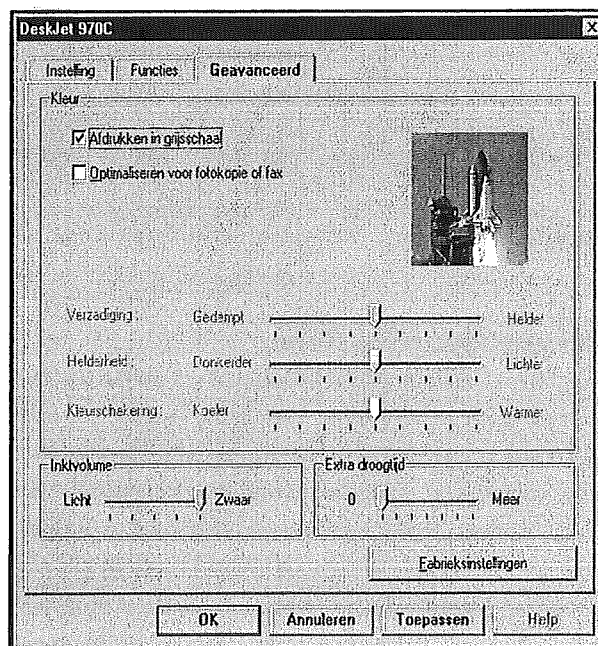 DeskJet 970C
Instelling Functies Geavanceerd
Kleur
Afdrukken in grijsschaal
Optimaliseren voor fotokopie of fax
Verzadiging: Gedempt Helder
Helderheid: Donkerder Lichter
Kleurschakering: Koeler Warmer
Inktvolume
Licht Zwaar
Extra droogtijd
0 Meer
Fabrieksinstellingen
OK Annuleren Toepassen Help